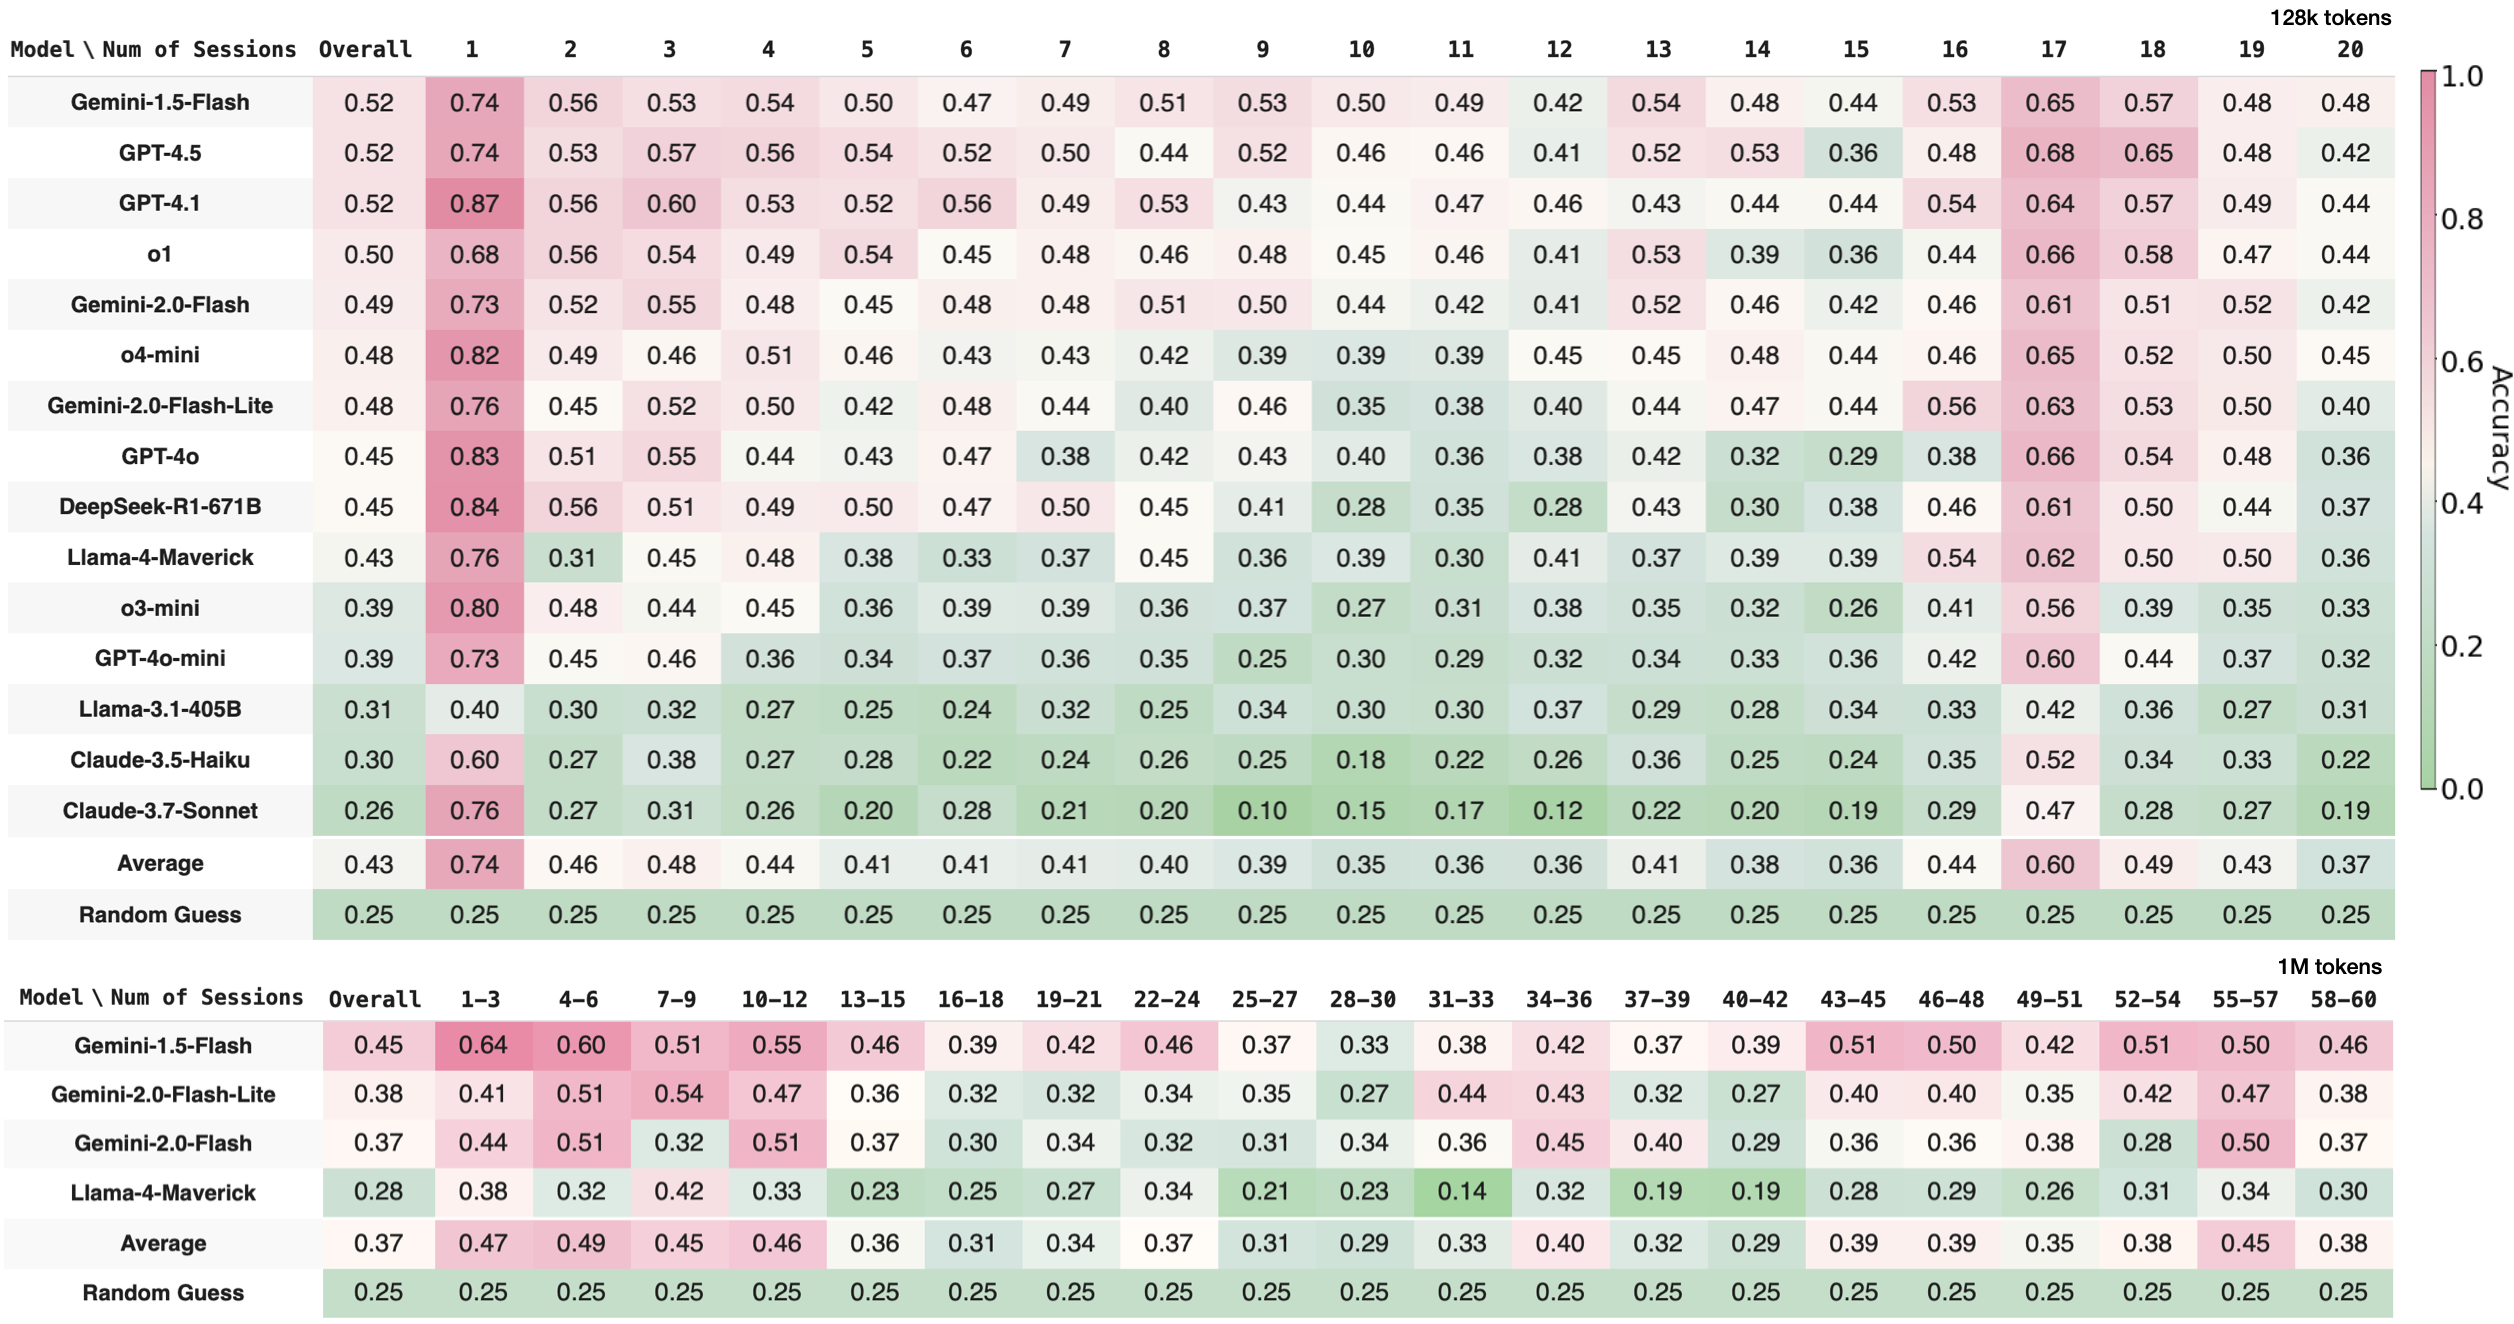 128k tokens
Model \ Num of Sessions Overall 1 2 3 4 5 6 7 8 9 10 11 12 13 14 15 16 17 18 19 20
Gemini-1.5-Flash 0.52 0.74 0.56 0.53 0.54 0.50 0.47 0.49 0.51 0.53 0.50 0.49 0.42 0.54 0.48 0.44 0.53 0.65 0.57 0.48 0.48
GPT-4.5 0.52 0.74 0.53 0.57 0.56 0.54 0.52 0.50 0.44 0.52 0.46 0.46 0.41 0.52 0.53 0.36 0.48 0.68 0.65 0.48 0.42
GPT-4.1 0.52 0.87 0.56 0.60 0.53 0.52 0.56 0.49 0.53 0.43 0.44 0.47 0.46 0.43 0.44 0.44 0.54 0.64 0.57 0.49 0.44
o1 0.50 0.68 0.56 0.54 0.49 0.54 0.45 0.48 0.46 0.48 0.45 0.46 0.41 0.53 0.39 0.36 0.44 0.66 0.58 0.47 0.44
Gemini-2.0-Flash 0.49 0.73 0.52 0.55 0.48 0.45 0.48 0.48 0.51 0.50 0.44 0.42 0.41 0.52 0.46 0.42 0.46 0.61 0.51 0.52 0.42
o4-mini 0.48 0.82 0.49 0.46 0.51 0.46 0.43 0.43 0.42 0.39 0.39 0.39 0.45 0.45 0.48 0.44 0.46 0.65 0.52 0.50 0.45
Gemini-2.0-Flash-Lite 0.48 0.76 0.45 0.52 0.50 0.42 0.48 0.44 0.40 0.46 0.35 0.38 0.40 0.44 0.47 0.44 0.56 0.63 0.53 0.50 0.40
GPT-4o 0.45 0.83 0.51 0.55 0.44 0.43 0.47 0.38 0.42 0.43 0.40 0.36 0.38 0.42 0.32 0.29 0.38 0.66 0.54 0.48 0.36
DeepSeek-R1-671B 0.45 0.84 0.56 0.51 0.49 0.50 0.47 0.50 0.45 0.41 0.28 0.35 0.28 0.43 0.30 0.38 0.46 0.61 0.50 0.44 0.37
Llama-4-Maverick 0.43 0.76 0.31 0.45 0.48 0.38 0.33 0.37 0.45 0.36 0.39 0.30 0.41 0.37 0.39 0.39 0.54 0.62 0.50 0.50 0.36
o3-mini 0.39 0.80 0.48 0.44 0.45 0.36 0.39 0.39 0.36 0.37 0.27 0.31 0.38 0.35 0.32 0.26 0.41 0.56 0.39 0.35 0.33
GPT-4o-mini 0.39 0.73 0.45 0.46 0.36 0.34 0.37 0.36 0.35 0.25 0.30 0.29 0.32 0.34 0.33 0.36 0.42 0.60 0.44 0.37 0.32
Llama-3.1-405B 0.31 0.40 0.30 0.32 0.27 0.25 0.24 0.32 0.25 0.34 0.30 0.30 0.37 0.29 0.28 0.34 0.33 0.42 0.36 0.27 0.31
Claude-3.5-Haiku 0.30 0.60 0.27 0.38 0.27 0.28 0.22 0.24 0.26 0.25 0.18 0.22 0.26 0.36 0.25 0.24 0.35 0.52 0.34 0.33 0.22
Claude-3.7-Sonnet 0.26 0.76 0.27 0.31 0.26 0.20 0.28 0.21 0.20 0.10 0.15 0.17 0.12 0.22 0.20 0.19 0.29 0.47 0.28 0.27 0.19
Average 0.43 0.74 0.46 0.48 0.44 0.41 0.41 0.41 0.40 0.39 0.35 0.36 0.36 0.41 0.38 0.36 0.44 0.60 0.49 0.43 0.37
Random Guess 0.25 0.25 0.25 0.25 0.25 0.25 0.25 0.25 0.25 0.25 0.25 0.25 0.25 0.25 0.25 0.25 0.25 0.25 0.25 0.25 0.25
1.0
0.8
0.6
0.4
0.2
0.0
Accuracy
1M tokens
Model \ Num of Sessions Overall 1–3 4–6 7–9 10–12 13–15 16–18 19–21 22–24 25–27 28–30 31–33 34–36 37–39 40–42 43–45 46–48 49–51 52–54 55–57 58–60
Gemini-1.5-Flash 0.45 0.64 0.60 0.51 0.55 0.46 0.39 0.42 0.46 0.37 0.33 0.38 0.42 0.37 0.39 0.51 0.50 0.42 0.51 0.50 0.46
Gemini-2.0-Flash-Lite 0.38 0.41 0.51 0.54 0.47 0.36 0.32 0.32 0.34 0.35 0.27 0.44 0.43 0.32 0.27 0.40 0.40 0.35 0.42 0.47 0.38
Gemini-2.0-Flash 0.37 0.44 0.51 0.32 0.51 0.37 0.30 0.34 0.32 0.31 0.34 0.36 0.45 0.40 0.29 0.36 0.36 0.38 0.28 0.50 0.37
Llama-4-Maverick 0.28 0.38 0.32 0.42 0.33 0.23 0.25 0.27 0.34 0.21 0.23 0.14 0.32 0.19 0.19 0.28 0.29 0.26 0.31 0.34 0.30
Average 0.37 0.47 0.49 0.45 0.46 0.36 0.31 0.34 0.37 0.31 0.29 0.33 0.40 0.32 0.29 0.39 0.39 0.35 0.38 0.45 0.38
Random Guess 0.25 0.25 0.25 0.25 0.25 0.25 0.25 0.25 0.25 0.25 0.25 0.25 0.25 0.25 0.25 0.25 0.25 0.25 0.25 0.25 0.25